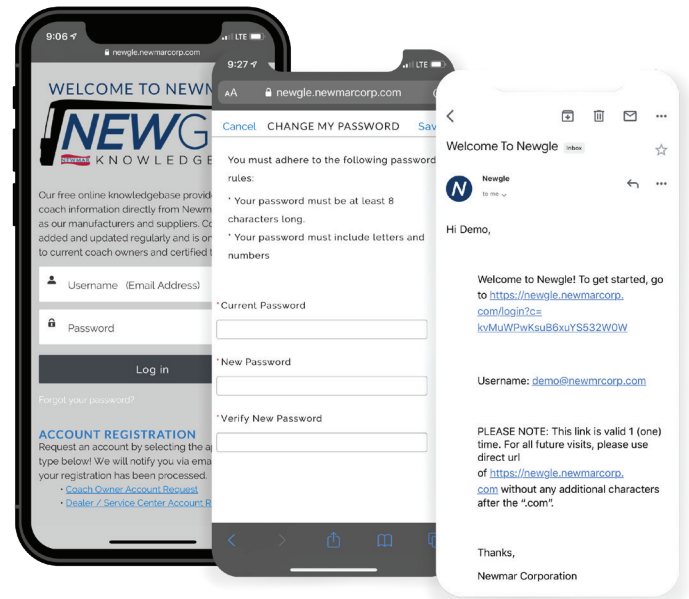 9:06
newgle.newmarcorp.com
WELCOME TO NEWM
NEWG
NEWMAR KNOWLEDGE
Our free online knowledgebase provid
coach information directly from Newm
as our manufacturers and suppliers. Co
added and updated regularly and is on
to current coach owners and certified
Username (Email Address)
Password
Log in
Forgot your password?
ACCOUNT REGISTRATION
Request an account by selecting the a
type below! We will notify you via ema
your registration has been processed.
• Coach Owner Account Request
• Dealer / Service Center Account R
9:27
LTE
AA newgle.newmarcorp.com
Cancel CHANGE MY PASSWORD Sav
You must adhere to the following password
rules:
* Your password must be at least 8
characters long.
* Your password must include letters and
numbers
*Current Password
*New Password
*Verify New Password
Welcome To Newgle Inbox
N
Newgle
to me
Hi Demo,
Welcome to Newgle! To get started, go
to https://newgle.newmarcorp.
com/login?c=
kvMuWPwKsuB6xuYS532W0W
Username: demo@newmrcorp.com
PLEASE NOTE: This link is valid 1 (one)
time. For all future visits, please use
direct url
of https://newgle.newmarcorp.
com without any additional characters
after the “.com”.
Thanks,
Newmar Corporation